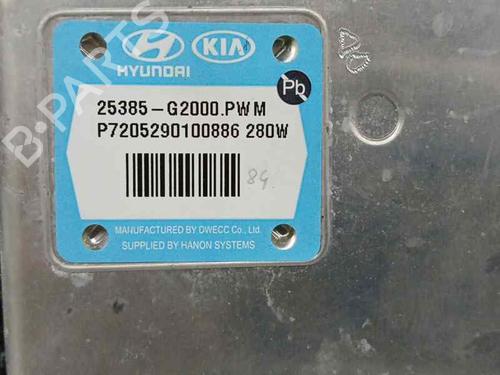 HYUNDAI
KIA
Pb
25385-G2000.PWM
P7205290100886 280W
84.
MANUFACTURED BY DWECC Co., Ltd.
SUPPLIED BY HANON SYSTEMS
B-PARTS